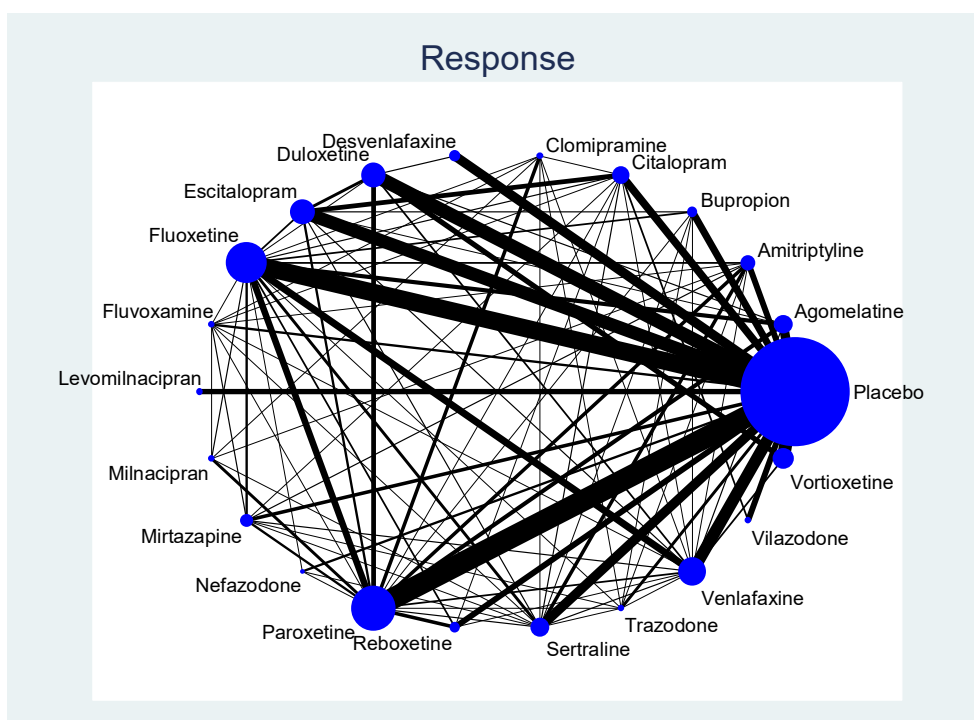 Response
Desvenlafaxine
Clomipramine
Duloxetine
Citalopram
Escitalopram
Bupropion
Fluoxetine
Amitriptyline
Fluvoxamine
Agomelatine
Levomilnacipran
Placebo
Milnacipran
Vortioxetine
Mirtazapine
Vilazodone
Nefazodone
Venlafaxine
Paroxetine
Trazodone
Reboxetine
Sertraline